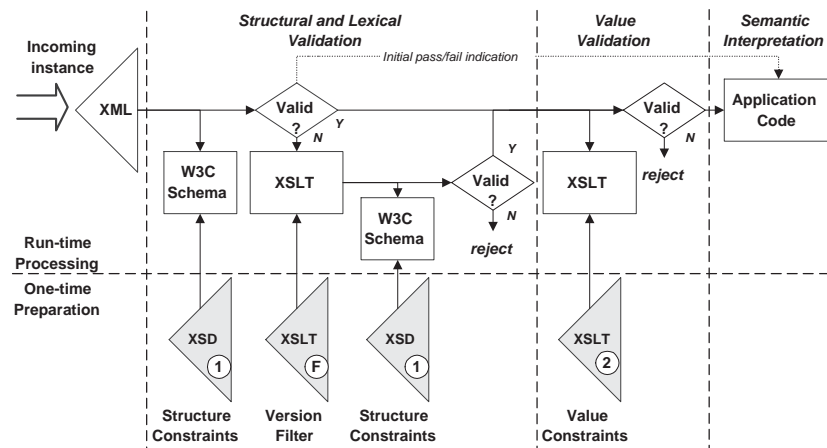 Structural and Lexical
Validation
Value
Validation
Semantic
Interpretation
Incoming
instance
Initial pass/fail indication
XML
Valid
?
Y
N
Valid
?
N
Application
Code
reject
W3C
Schema
XSLT
Valid
?
Y
N
reject
XSLT
W3C
Schema
Run-time
Processing
One-time
Preparation
XSD
1
XSLT
F
XSD
1
XSLT
2
Structure
Constraints
Version
Filter
Structure
Constraints
Value
Constraints